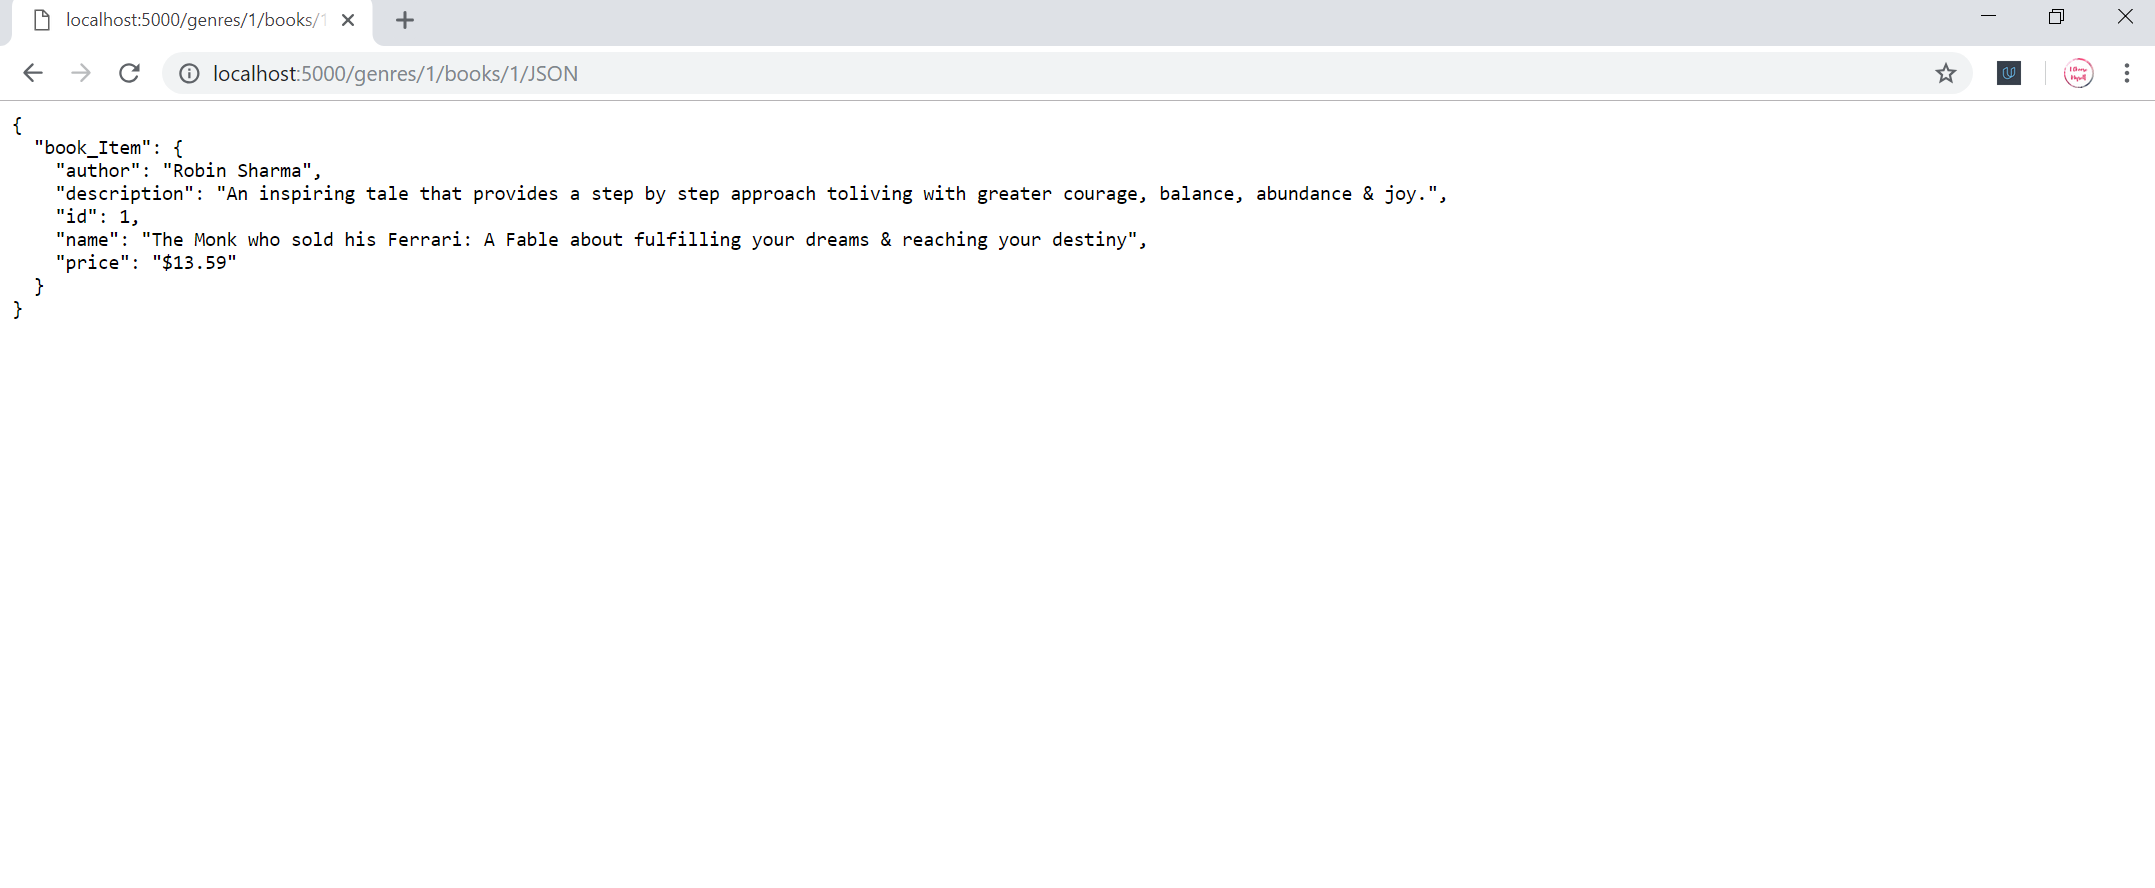 localhost:5000/genres/1/books/1
localhost:5000/genres/1/books/1/JSON
{
  "book_Item": {
    "author": "Robin Sharma",
    "description": "An inspiring tale that provides a step by step approach toliving with greater courage, balance, abundance & joy.",
    "id": 1,
    "name": "The Monk who sold his Ferrari: A Fable about fulfilling your dreams & reaching your destiny",
    "price": "$13.59"
  }
}